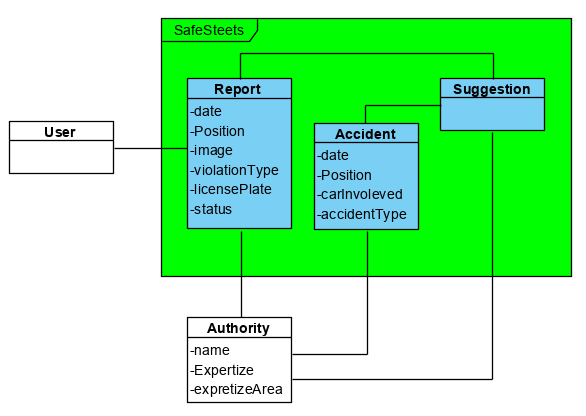 SafeSteets
Report
-date
-Position
-image
-violationType
-licensePlate
-status
Suggestion
Accident
-date
-Position
-carInvoleved
-accidentType
User
Authority
-name
-Expertize
-expretizeArea